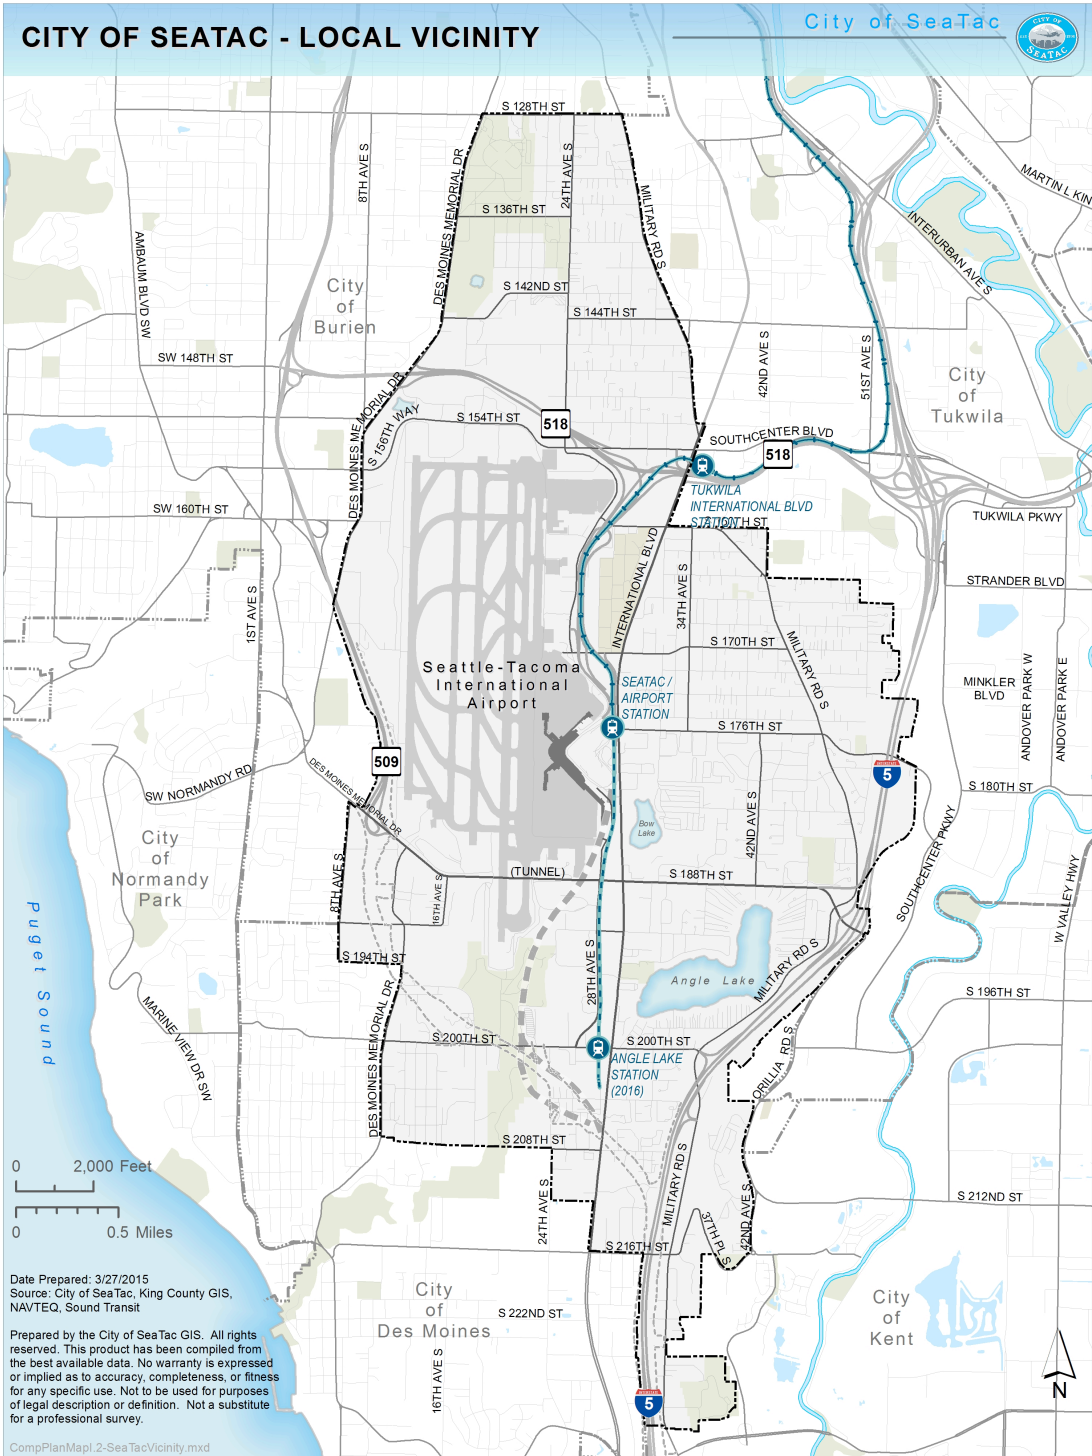 CITY OF SEATAC - LOCAL VICINITY
City of SeaTac
CITY OF
SEATAC
S 128TH ST
8TH AVE S
DES MOINES MEMORIAL DR
24TH AVE S
MILITARY RD S
MARTIN L KIN
S 136TH ST
INTERURBAN AVE S
AMBAUM BLVD SW
City
of
Burien
S 142ND ST
S 144TH ST
SW 148TH ST
42ND AVE S
51ST AVE S
City
of
Tukwila
DES MOINES MEMORIAL DR
S 156TH WAY
S 154TH ST
518
SOUTHCENTER BLVD
518
TUKWILA
INTERNATIONAL BLVD
STATION
SW 160TH ST
TUKWILA PKWY
STRANDER BLVD
1ST AVE S
INTERNATIONAL BLVD
34TH AVE S
S 170TH ST
MILITARY RD S
Seattle-Tacoma
International
Airport
SEATAC /
AIRPORT
STATION
MINKLER
BLVD
ANDOVER PARK W
ANDOVER PARK E
S 176TH ST
509
5
SW NORMANDY RD
DES MOINES MEMORIAL DR
S 180TH ST
City
of
Normandy
Park
Bow
Lake
42ND AVE S
SOUTHCENTER PKWY
8TH AVE S
16TH AVE S
(TUNNEL)
S 188TH ST
W VALLEY HWY
Puget Sound
S 194TH ST
28TH AVE S
Angle Lake
MILITARY RD S
S 196TH ST
MARINE VIEW DR SW
DES MOINES MEMORIAL DR
S 200TH ST
S 200TH ST
ANGLE LAKE
STATION
(2016)
ORILLIA RD S
S 208TH ST
0 2,000 Feet
0 0.5 Miles
24TH AVE S
MILITARY RD S
37TH PL S
42ND AVE S
S 212ND ST
S 216TH ST
City
of
Des Moines
S 222ND ST
16TH AVE S
City
of
Kent
5
N
Date Prepared: 3/27/2015
Source: City of SeaTac, King County GIS,
NAVTEQ, Sound Transit
Prepared by the City of SeaTac GIS. All rights
reserved. This product has been compiled from
the best available data. No warranty is expressed
or implied as to accuracy, completeness, or fitness
for any specific use. Not to be used for purposes
of legal description or definition. Not a substitute
for a professional survey.
CompPlanMapI.2-SeaTacVicinity.mxd